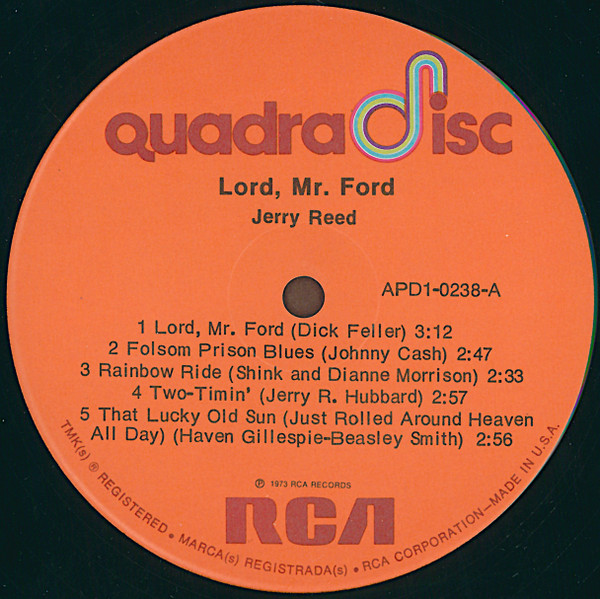 quadradisc
Lord, Mr. Ford
Jerry Reed
APD1-0238-A
1 Lord, Mr. Ford (Dick Feller) 3:12
2 Folsom Prison Blues (Johnny Cash) 2:47
3 Rainbow Ride (Shink and Dianne Morrison) 2:33
4 Two-Timin' (Jerry R. Hubbard) 2:57
5 That Lucky Old Sun (Just Rolled Around Heaven
All Day) (Haven Gillespie-Beasley Smith) 2:56
℗ 1973 RCA RECORDS
RCA
TMK(s) ® REGISTERED • MARCA(s) REGISTRADA(s) • RCA CORPORATION—MADE IN U.S.A.